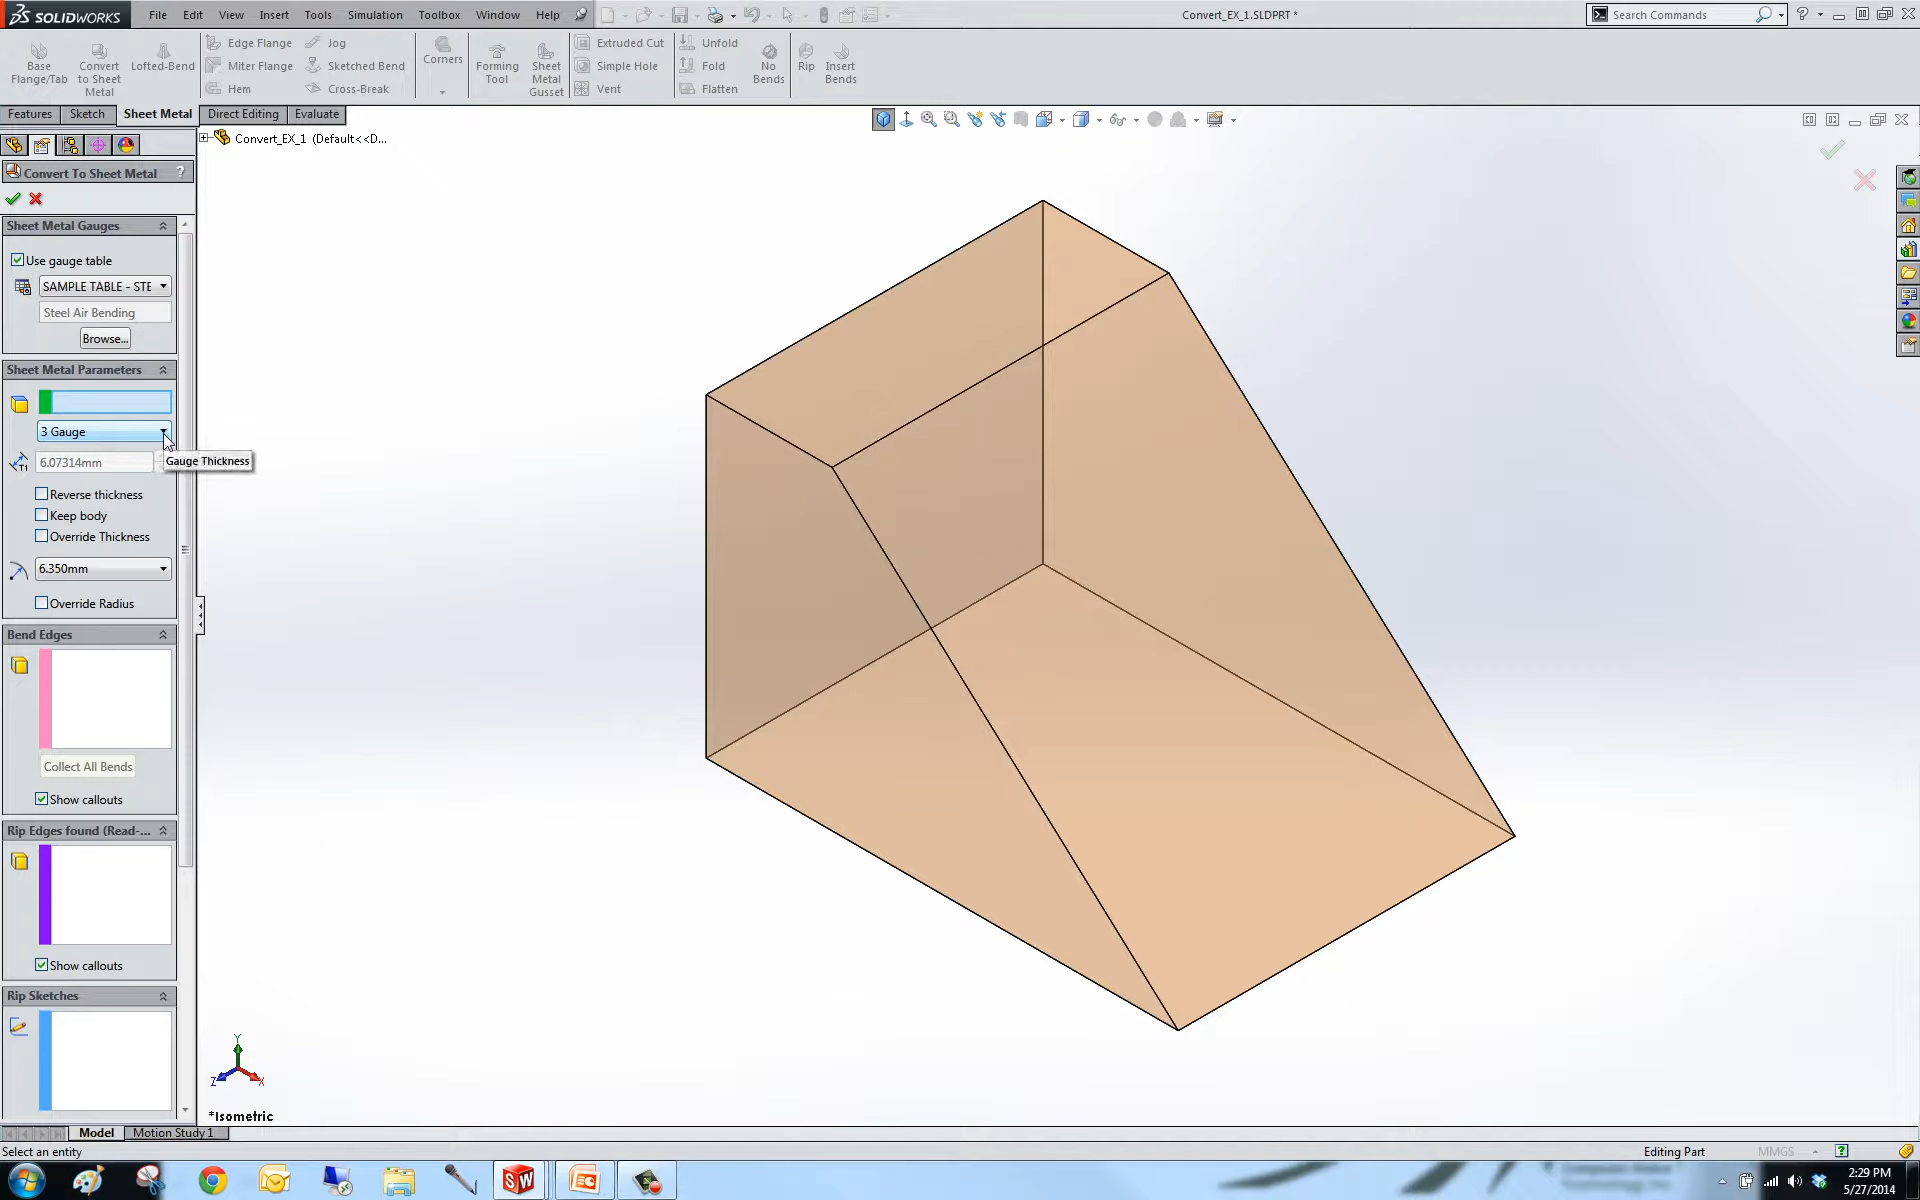 SOLIDWORKS File Edit View Insert Tools Simulation Toolbox Window Help Convert_EX_1.SLDPRT * Search Commands
Base Flange/Tab
Convert to Sheet Metal
Lofted-Bend
Edge Flange
Miter Flange
Hem
Jog
Sketched Bend
Cross-Break
Corners
Forming Tool
Sheet Metal Gusset
Extruded Cut
Simple Hole
Vent
Unfold
Fold
Flatten
No Bends
Rip
Insert Bends
Features Sketch Sheet Metal Direct Editing Evaluate
Convert_EX_1 (Default<<D...
Convert To Sheet Metal ?
Sheet Metal Gauges
Use gauge table
SAMPLE TABLE - STE
Steel Air Bending
Browse...
Sheet Metal Parameters
3 Gauge
Gauge Thickness
T1 6.07314mm
Reverse thickness
Keep body
Override Thickness
6.350mm
Override Radius
Bend Edges
Collect All Bends
Show callouts
Rip Edges found (Read-...
Show callouts
Rip Sketches
Y
Z X
*Isometric
Model Motion Study 1
Select an entity Editing Part MMGS
2:29 PM
5/27/2014